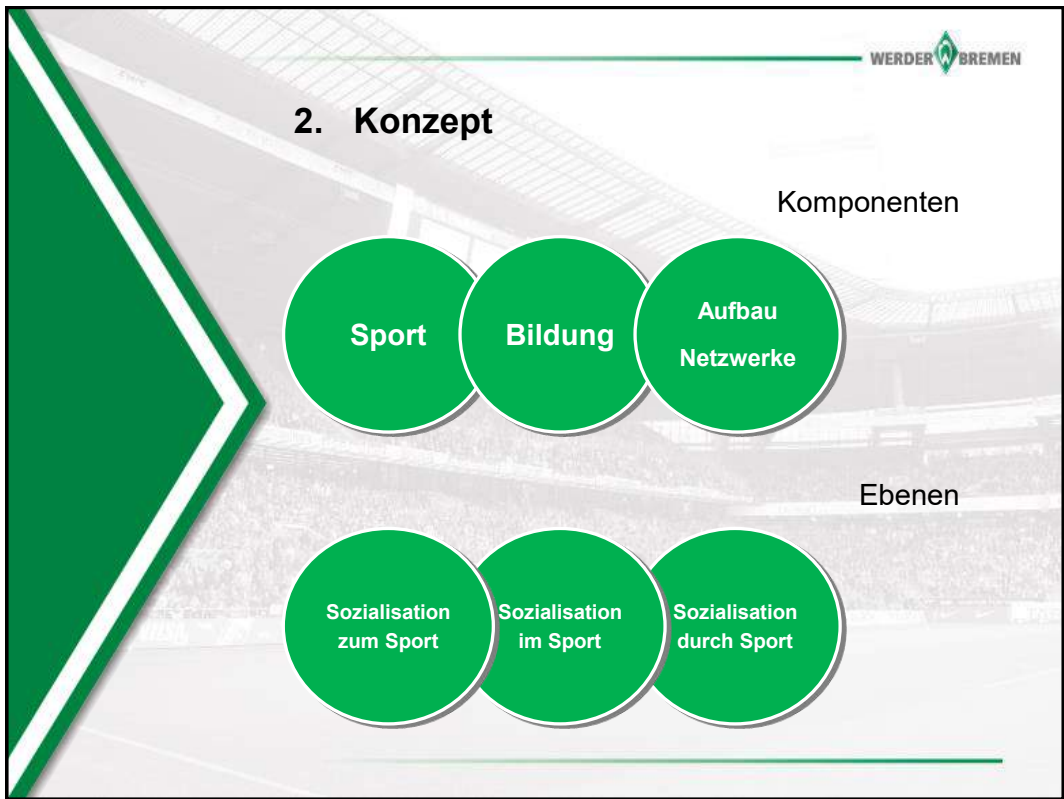 WERDER BREMEN
2. Konzept
Komponenten
Sport
Bildung
Aufbau
Netzwerke
Ebenen
Sozialisation
zum Sport
Sozialisation
im Sport
Sozialisation
durch Sport